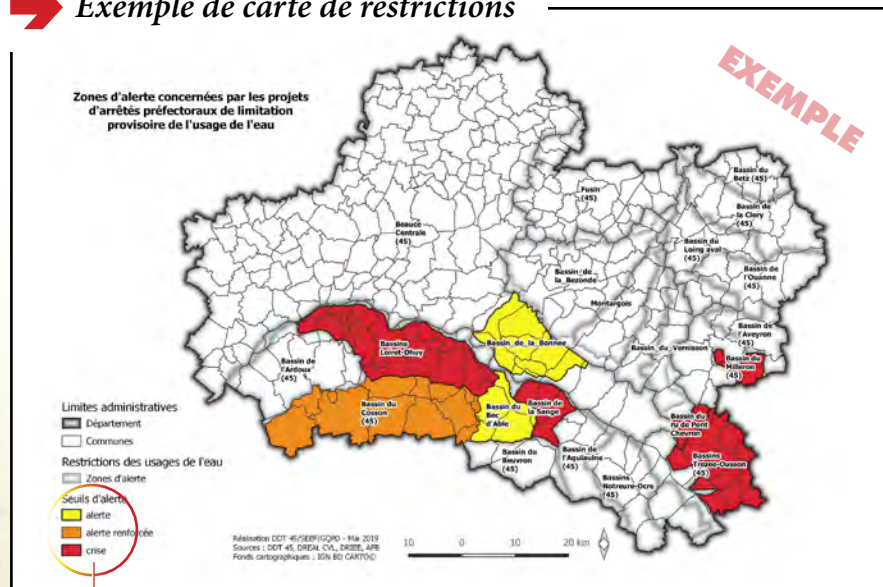 Exemple de carte de restrictions
EXEMPLE
Zones d'alerte concernées par les projets
d'arrêtés préfectoraux de limitation
provisoire de l'usage de l'eau
Bassin du
Betz (45)
Fusin
(45)
Bassin de
la Clery
(45)
Beauce
Centrale
(45)
Bassin du
Loing aval
(45)
Bassin de
l'Ouanne
(45)
Bassin de
la Bezonde
Montargois
Bassin de
l'Aveyron
(45)
Bassins
Loiret-Dhuy
Bassin de la Bonnee
Bassin du Vernisson
Bassin du
Milleron
(45)
Bassin de
l'Ardoux
(45)
Bassin du
Cosson
(45)
Bassin du
Bec
d'Able
Bassin de
la Sange
Bassin du
ru de Pont
Chevron
Bassin du
Beuvron
(45)
Bassin de
l'Aquiaulne
(45)
Bassins
Trezee-Ousson
(45)
Bassins
Notreure-Ocre
(45)
Limites administratives
Département
Communes
Restrictions des usages de l'eau
Zones d'alerte
Seuils d'alerte
alerte
alerte renforcée
crise
Réalisation DDT 45/SEEF/GQPD - Mai 2019
Sources : DDT 45, DREAL CVL, DRIEE, AFB
Fonds cartographiques : IGN BD CARTO©
10 0 10 20 km